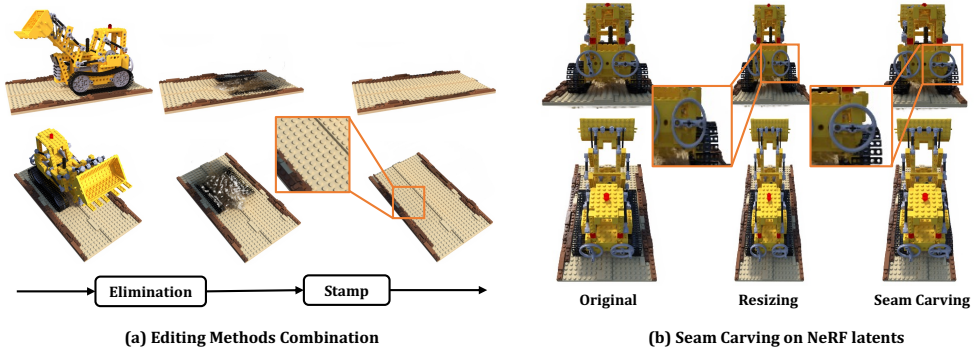 Elimination
Stamp
(a) Editing Methods Combination
Original
Resizing
Seam Carving
(b) Seam Carving on NeRF latents